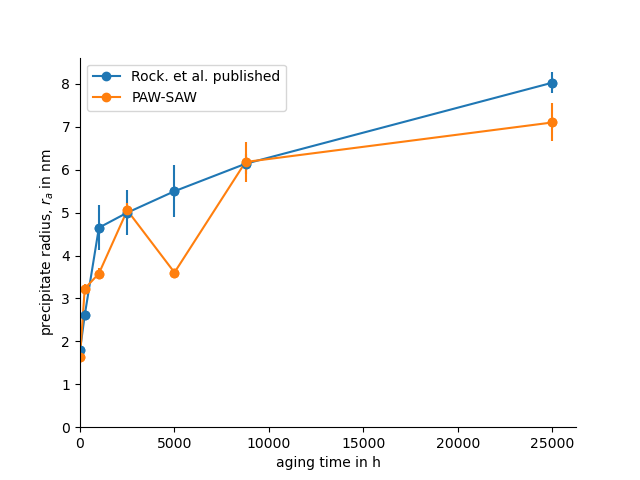 Rock. et al. published
PAW-SAW
8
7
6
5
4
3
2
1
0
precipitate radius, rₐ in nm
0 5000 10000 15000 20000 25000
aging time in h